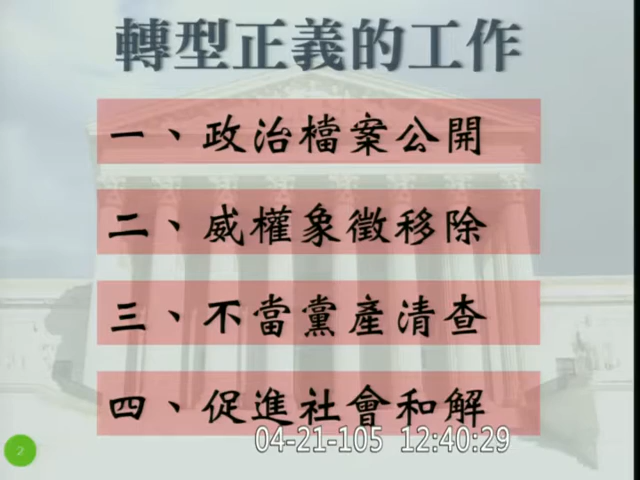 轉型正義的工作
一、政治檔案公開
二、威權象徵移除
三、不當黨產清查
四、促進社會和解
04-21-105 12:40:29
2